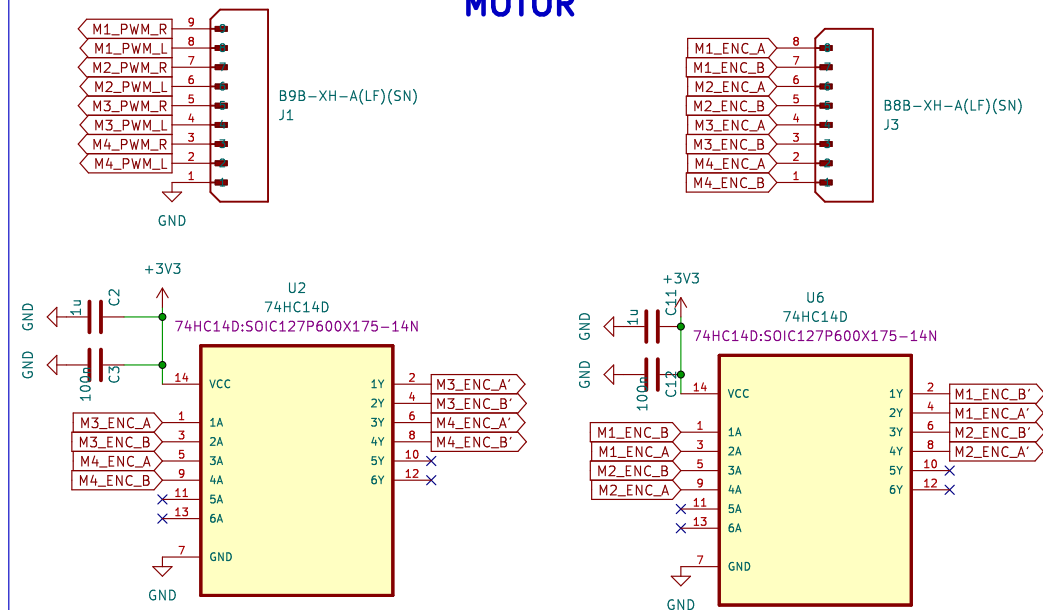 MOTOR
M1_PWM_R 9
M1_PWM_L 8
M2_PWM_R 7
M2_PWM_L 6
M3_PWM_R 5
M3_PWM_L 4
M4_PWM_R 3
M4_PWM_L 2
1
GND
B9B-XH-A(LF)(SN)
J1
M1_ENC_A 8
M1_ENC_B 7
M2_ENC_A 6
M2_ENC_B 5
M3_ENC_A 4
M3_ENC_B 3
M4_ENC_A 2
M4_ENC_B 1
B8B-XH-A(LF)(SN)
J3
+3V3
GND 1u C2
GND 100n C3
U2
74HC14D
74HC14D:SOIC127P600X175-14N
14 VCC 1Y 2 M3_ENC_A'
2Y 4 M3_ENC_B'
M3_ENC_A 1 1A 3Y 6 M4_ENC_A'
M3_ENC_B 3 2A 4Y 8 M4_ENC_B'
M4_ENC_A 5 3A 5Y 10
M4_ENC_B 9 4A 6Y 12
11 5A
13 6A
7 GND
GND
+3V3
GND 1u C11
GND 100n C12
U6
74HC14D
74HC14D:SOIC127P600X175-14N
14 VCC 1Y 2 M1_ENC_B'
2Y 4 M1_ENC_A'
M1_ENC_B 1 1A 3Y 6 M2_ENC_B'
M1_ENC_A 3 2A 4Y 8 M2_ENC_A'
M2_ENC_B 5 3A 5Y 10
M2_ENC_A 9 4A 6Y 12
11 5A
13 6A
7 GND
GND